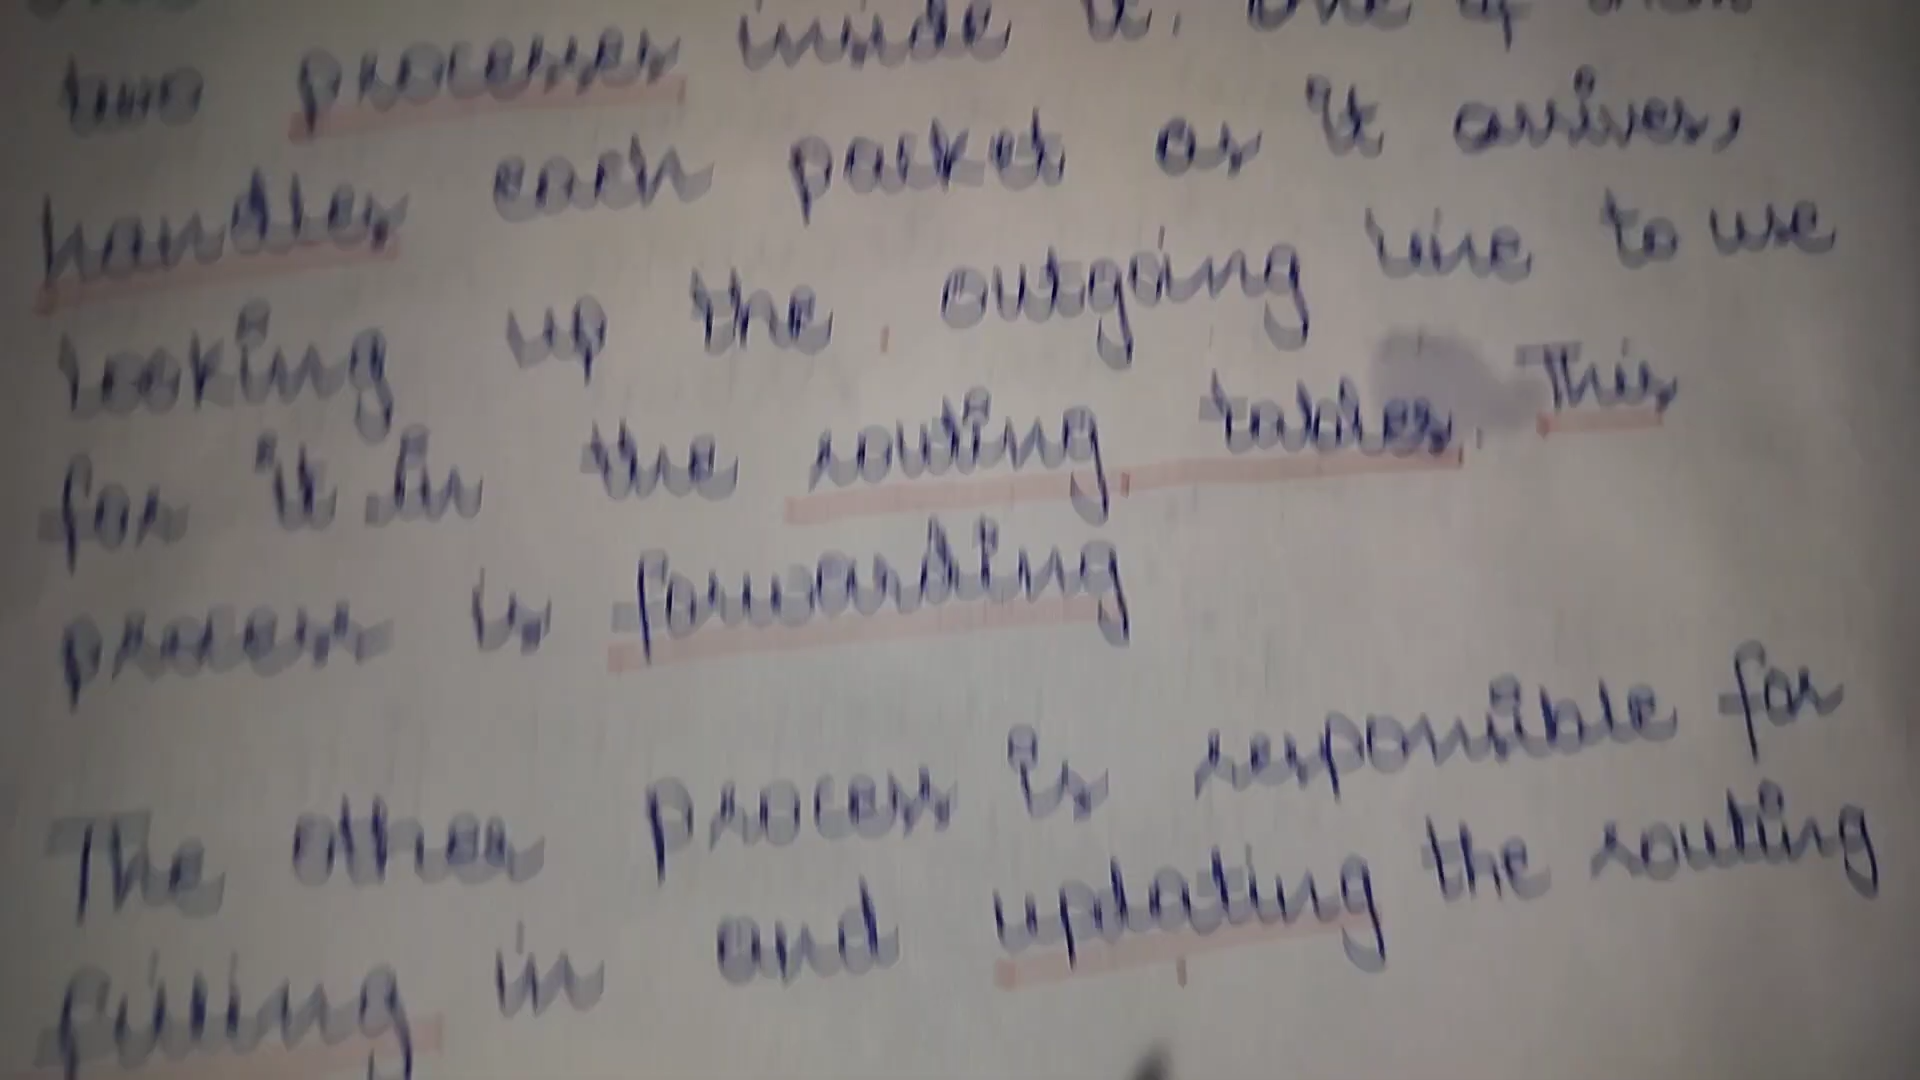 two processes inside it. One of them
handles each packet as it arrives,
looking up the outgoing line to use
for it in the routing tables. This
process is forwarding
The other process is responsible for
filling in and updating the routing